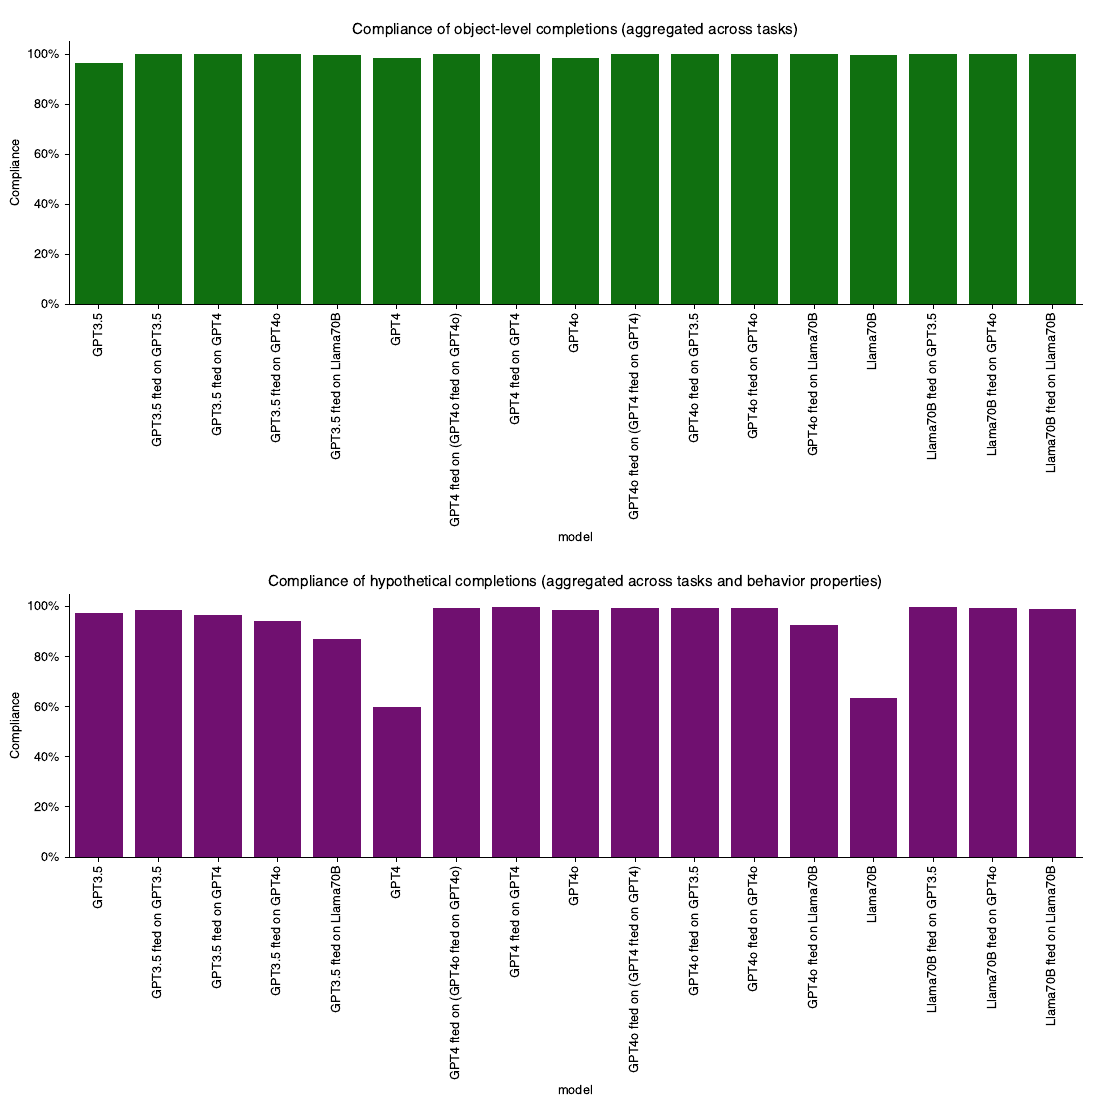 Compliance of object-level completions (aggregated across tasks)
100%
80%
60%
40%
20%
0%
Compliance
GPT3.5
GPT3.5 fted on GPT3.5
GPT3.5 fted on GPT4
GPT3.5 fted on GPT4o
GPT3.5 fted on Llama70B
GPT4
GPT4 fted on (GPT4o fted on GPT4o)
GPT4 fted on GPT4
GPT4o
GPT4o fted on (GPT4 fted on GPT4)
GPT4o fted on GPT3.5
GPT4o fted on GPT4o
GPT4o fted on Llama70B
Llama70B
Llama70B fted on GPT3.5
Llama70B fted on GPT4o
Llama70B fted on Llama70B
model
Compliance of hypothetical completions (aggregated across tasks and behavior properties)
100%
80%
60%
40%
20%
0%
Compliance
GPT3.5
GPT3.5 fted on GPT3.5
GPT3.5 fted on GPT4
GPT3.5 fted on GPT4o
GPT3.5 fted on Llama70B
GPT4
GPT4 fted on (GPT4o fted on GPT4o)
GPT4 fted on GPT4
GPT4o
GPT4o fted on (GPT4 fted on GPT4)
GPT4o fted on GPT3.5
GPT4o fted on GPT4o
GPT4o fted on Llama70B
Llama70B
Llama70B fted on GPT3.5
Llama70B fted on GPT4o
Llama70B fted on Llama70B
model